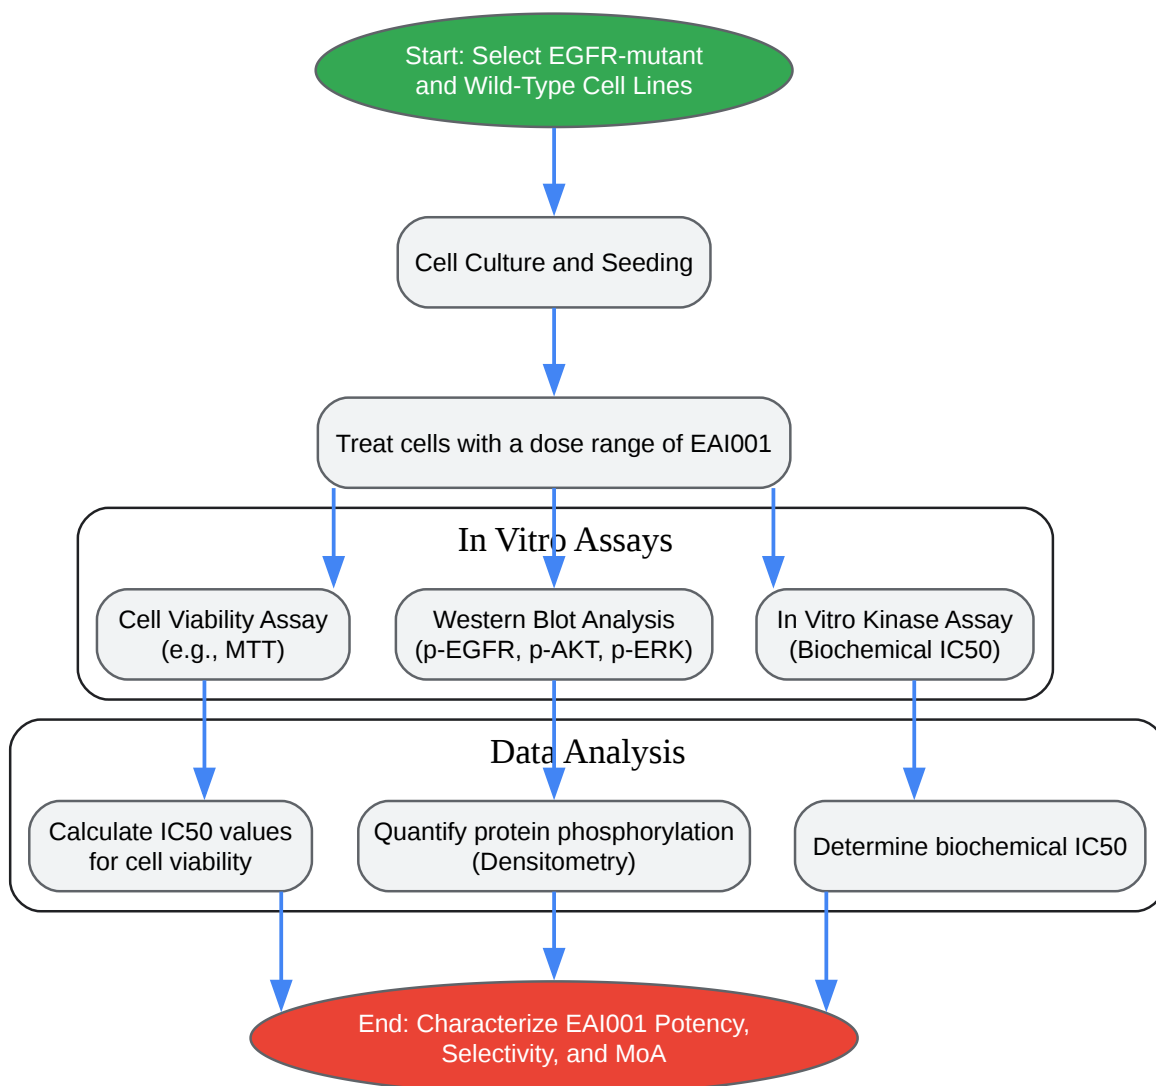 Start: Select EGFR-mutant
and Wild-Type Cell Lines
Cell Culture and Seeding
Treat cells with a dose range of EAI001
In Vitro Assays
Cell Viability Assay
(e.g., MTT)
Western Blot Analysis
(p-EGFR, p-AKT, p-ERK)
In Vitro Kinase Assay
(Biochemical IC50)
Data Analysis
Calculate IC50 values
for cell viability
Quantify protein phosphorylation
(Densitometry)
Determine biochemical IC50
End: Characterize EAI001 Potency,
Selectivity, and MoA